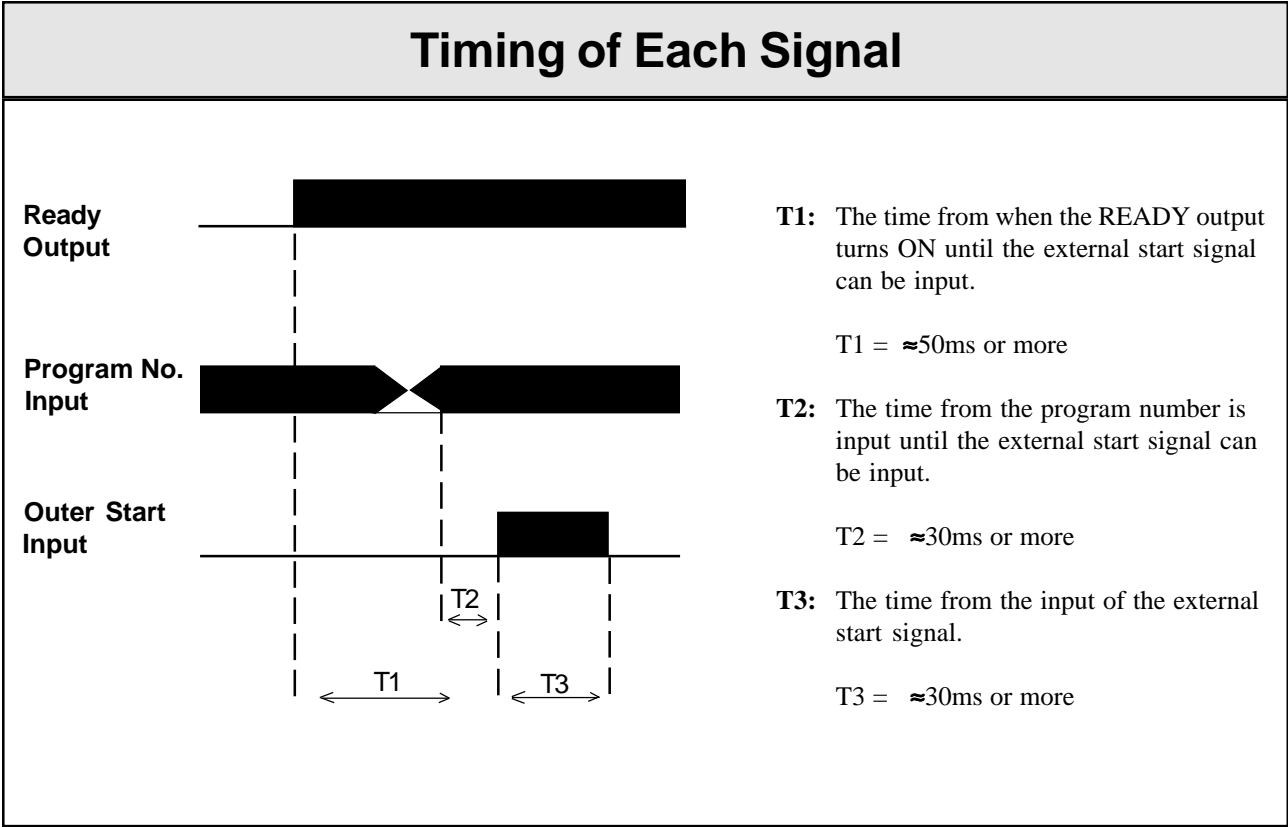 Timing of Each Signal
Ready
Output
Program No.
Input
Outer Start
Input
T2
T1
T3
T1: The time from when the READY output
turns ON until the external start signal
can be input.
T1 = ≈50ms or more
T2: The time from the program number is
input until the external start signal can
be input.
T2 = ≈30ms or more
T3: The time from the input of the external
start signal.
T3 = ≈30ms or more